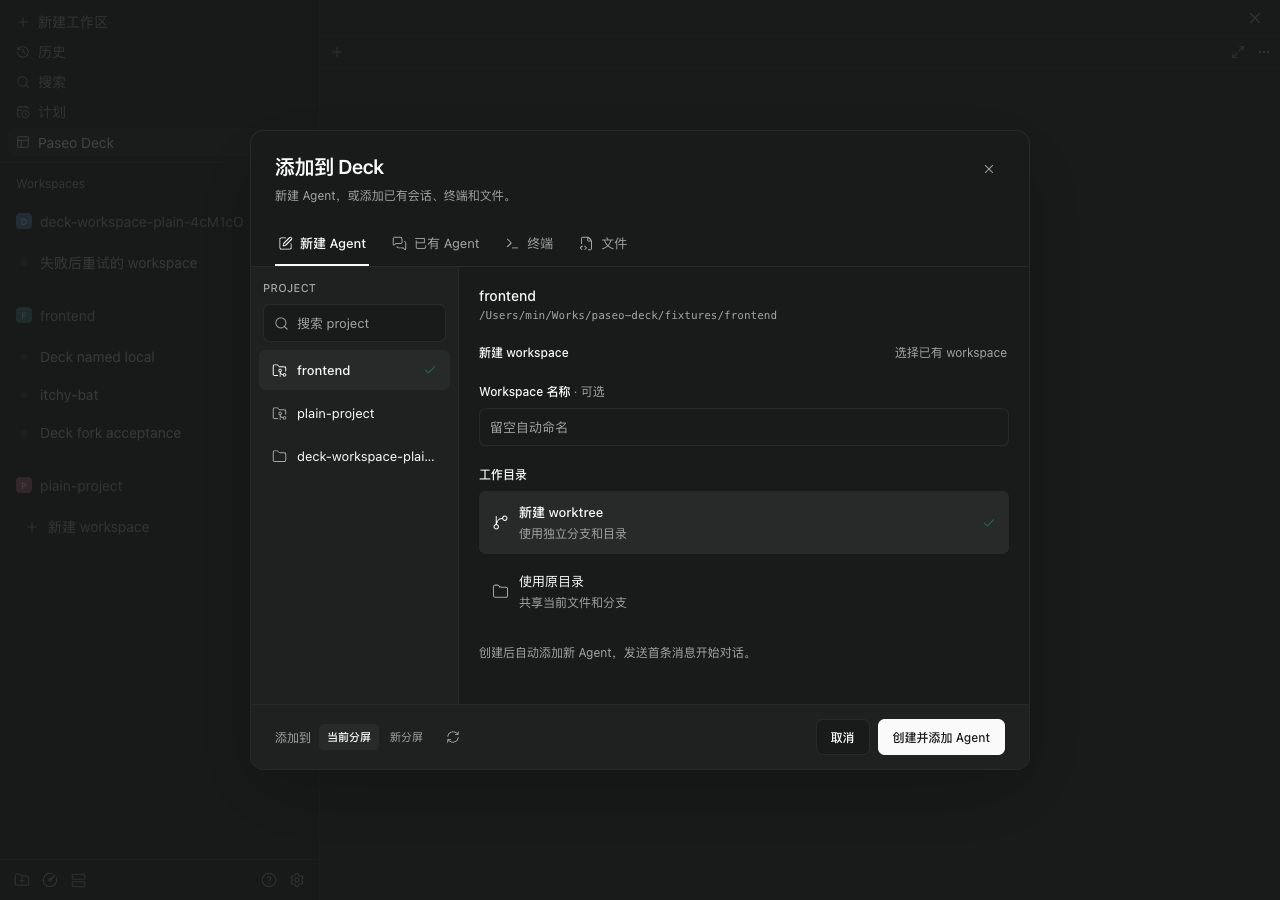 新建工作区
历史
搜索
计划
Paseo Deck
Workspaces
D deck-workspace-plain-4cM1cO
失败后重试的 workspace
F frontend
Deck named local
itchy-bat
Deck fork acceptance
P plain-project
新建 workspace
添加到 Deck
新建 Agent，或添加已有会话、终端和文件。
新建 Agent 已有 Agent 终端 文件
PROJECT
搜索 project
frontend
plain-project
deck-workspace-plai...
frontend
/Users/min/Works/paseo-deck/fixtures/frontend
新建 workspace 选择已有 workspace
Workspace 名称 · 可选
留空自动命名
工作目录
新建 worktree
使用独立分支和目录
使用原目录
共享当前文件和分支
创建后自动添加新 Agent，发送首条消息开始对话。
添加到 当前分屏 新分屏 取消 创建并添加 Agent